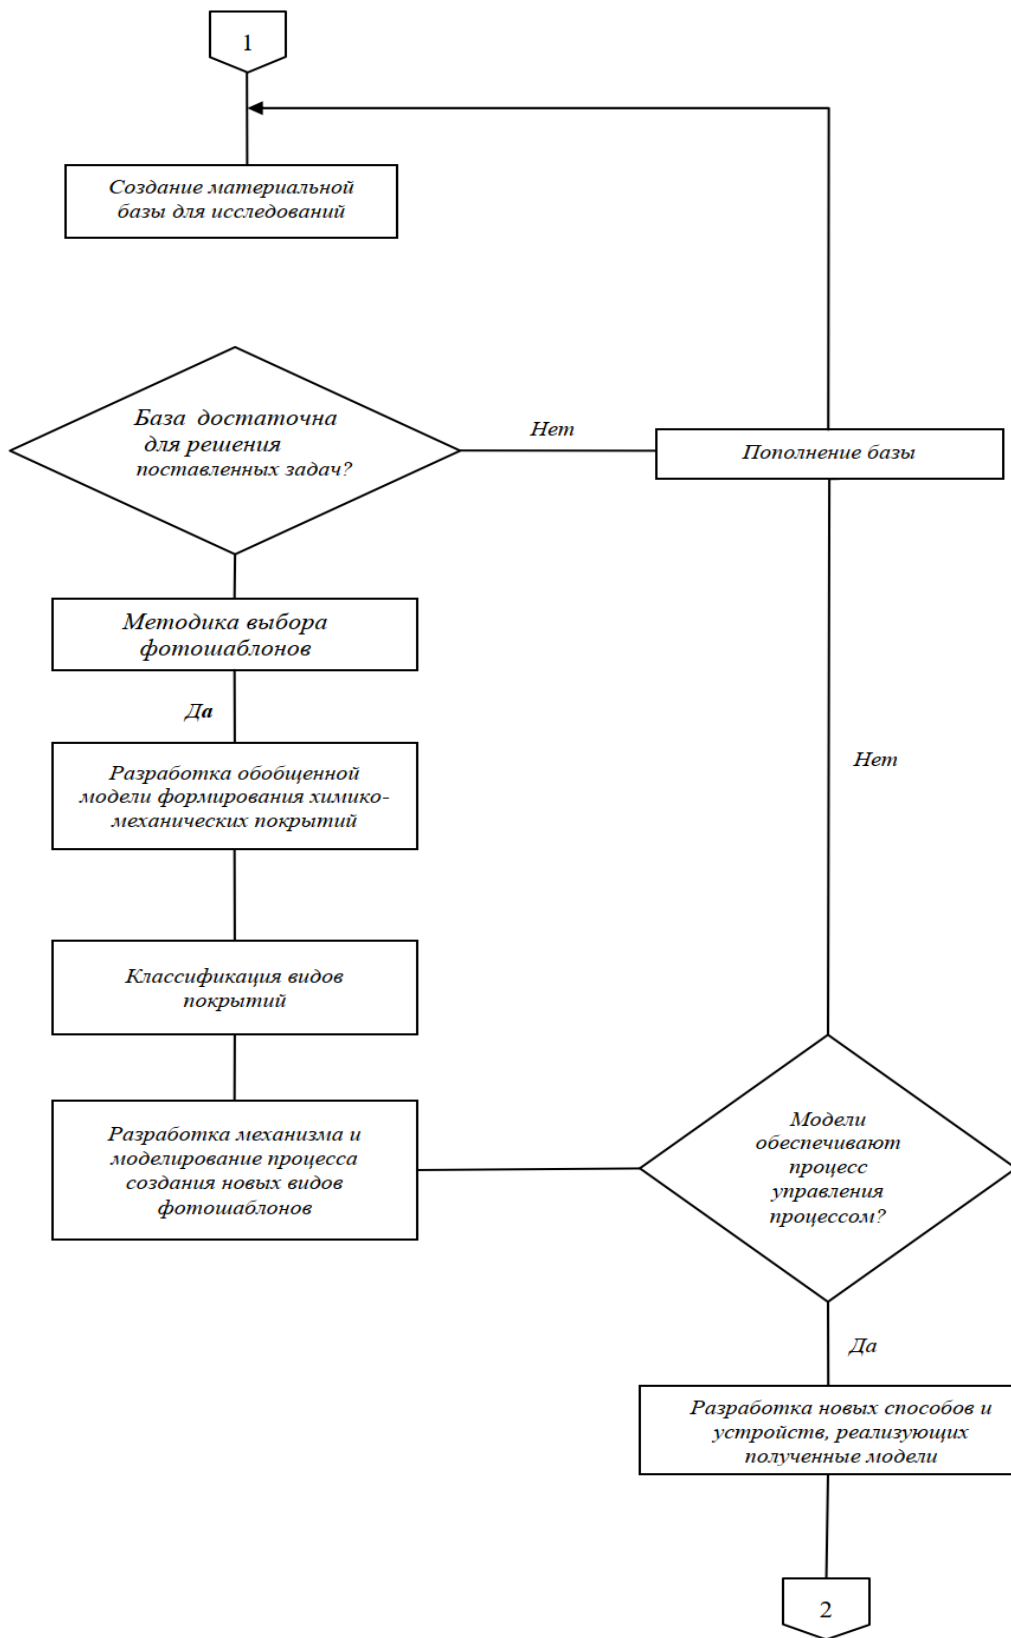 1
Создание материальной
базы для исследований
База достаточна
для решения
поставленных задач?
Нет
Пополнение базы
Методика выбора
фотошаблонов
Да
Разработка обобщенной
модели формирования химико-
механических покрытий
Нет
Классификация видов
покрытий
Разработка механизма и
моделирование процесса
создания новых видов
фотошаблонов
Модели
обеспечивают
процесс
управления
процессом?
Да
Разработка новых способов и
устройств, реализующих
полученные модели
2